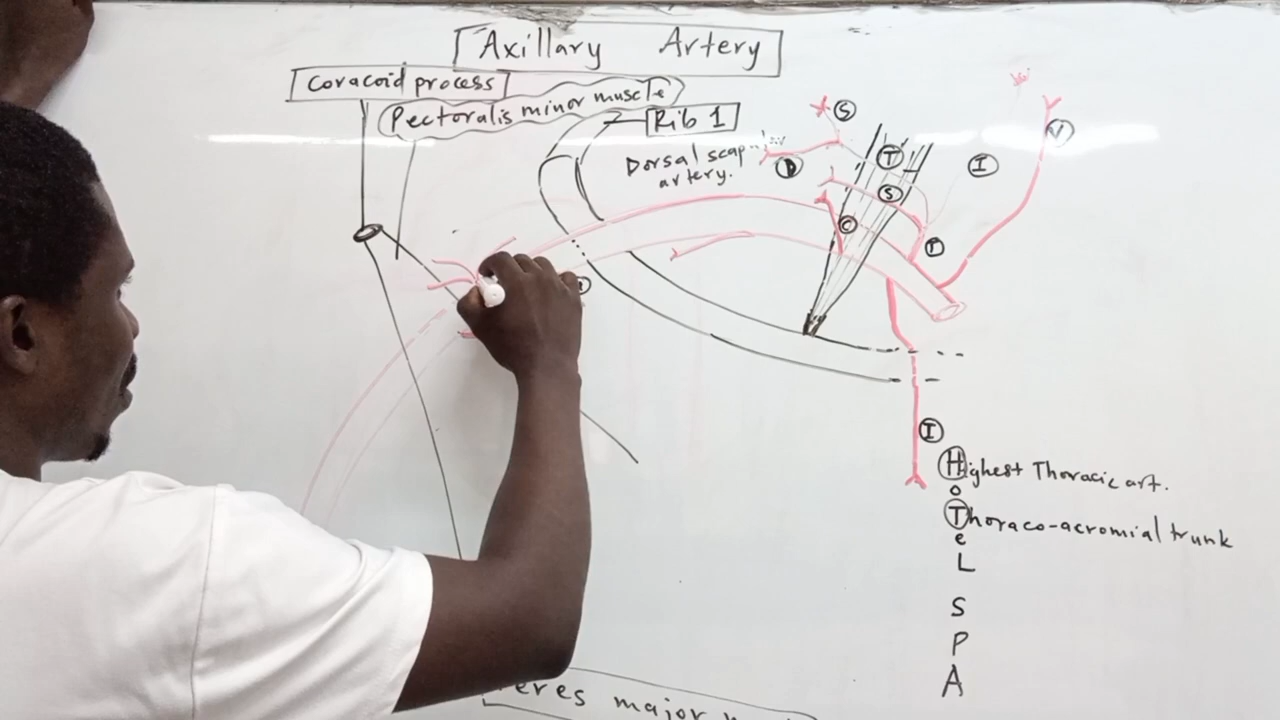 Axillary Artery
Coracoid process
Pectoralis minor muscle
Rib 1
Dorsal scap
artery.
S
D
T
S
C
I
V
I
Highest Thoracic art.
o
Thoraco-acromial trunk
e
L
S
P
A
eres major